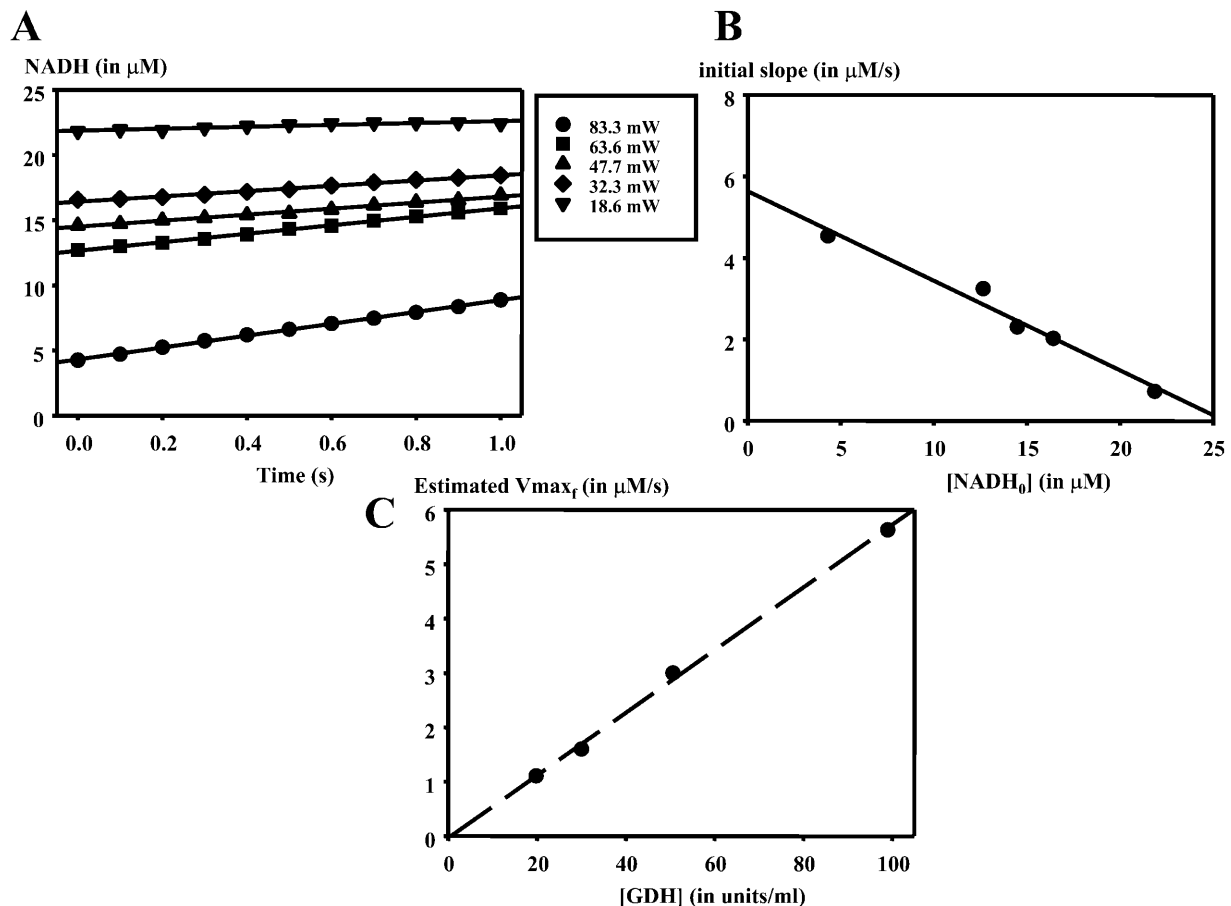 A
NADH (in μM)
25
20
15
10
5
0
0.0 0.2 0.4 0.6 0.8 1.0
Time (s)
83.3 mW
63.6 mW
47.7 mW
32.3 mW
18.6 mW
B
initial slope (in μM/s)
8
6
4
2
0
0 5 10 15 20 25
[NADH₀] (in μM)
C
Estimated Vmaxf (in μM/s)
6
5
4
3
2
1
0
0 20 40 60 80 100
[GDH] (in units/ml)